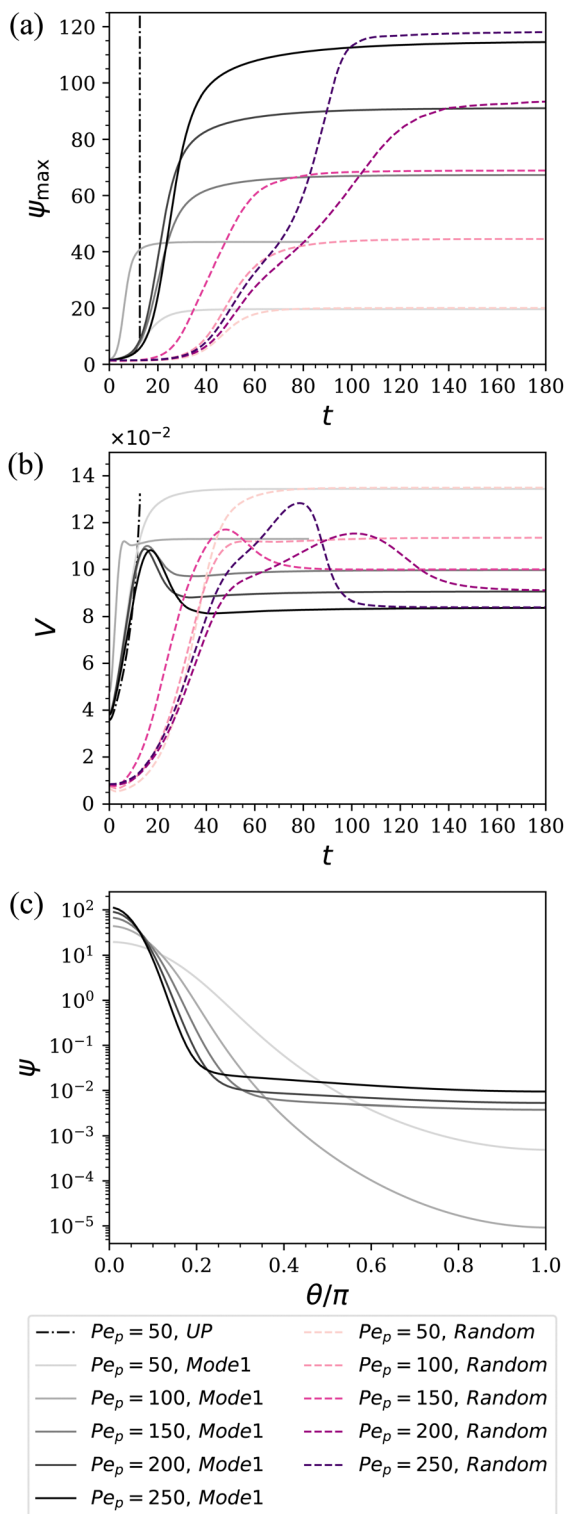 (a)
120
100
80
60
40
20
0
ψmax
0 20 40 60 80 100 120 140 160 180
t
×10⁻²
(b)
14
12
10
8
6
4
2
0
V
0 20 40 60 80 100 120 140 160 180
t
(c)
10²
10¹
10⁰
10⁻¹
10⁻²
10⁻³
10⁻⁴
10⁻⁵
ψ
0.0 0.2 0.4 0.6 0.8 1.0
θ/π
Peₚ = 50, UP
Peₚ = 50, Mode1
Peₚ = 100, Mode1
Peₚ = 150, Mode1
Peₚ = 200, Mode1
Peₚ = 250, Mode1
Peₚ = 50, Random
Peₚ = 100, Random
Peₚ = 150, Random
Peₚ = 200, Random
Peₚ = 250, Random